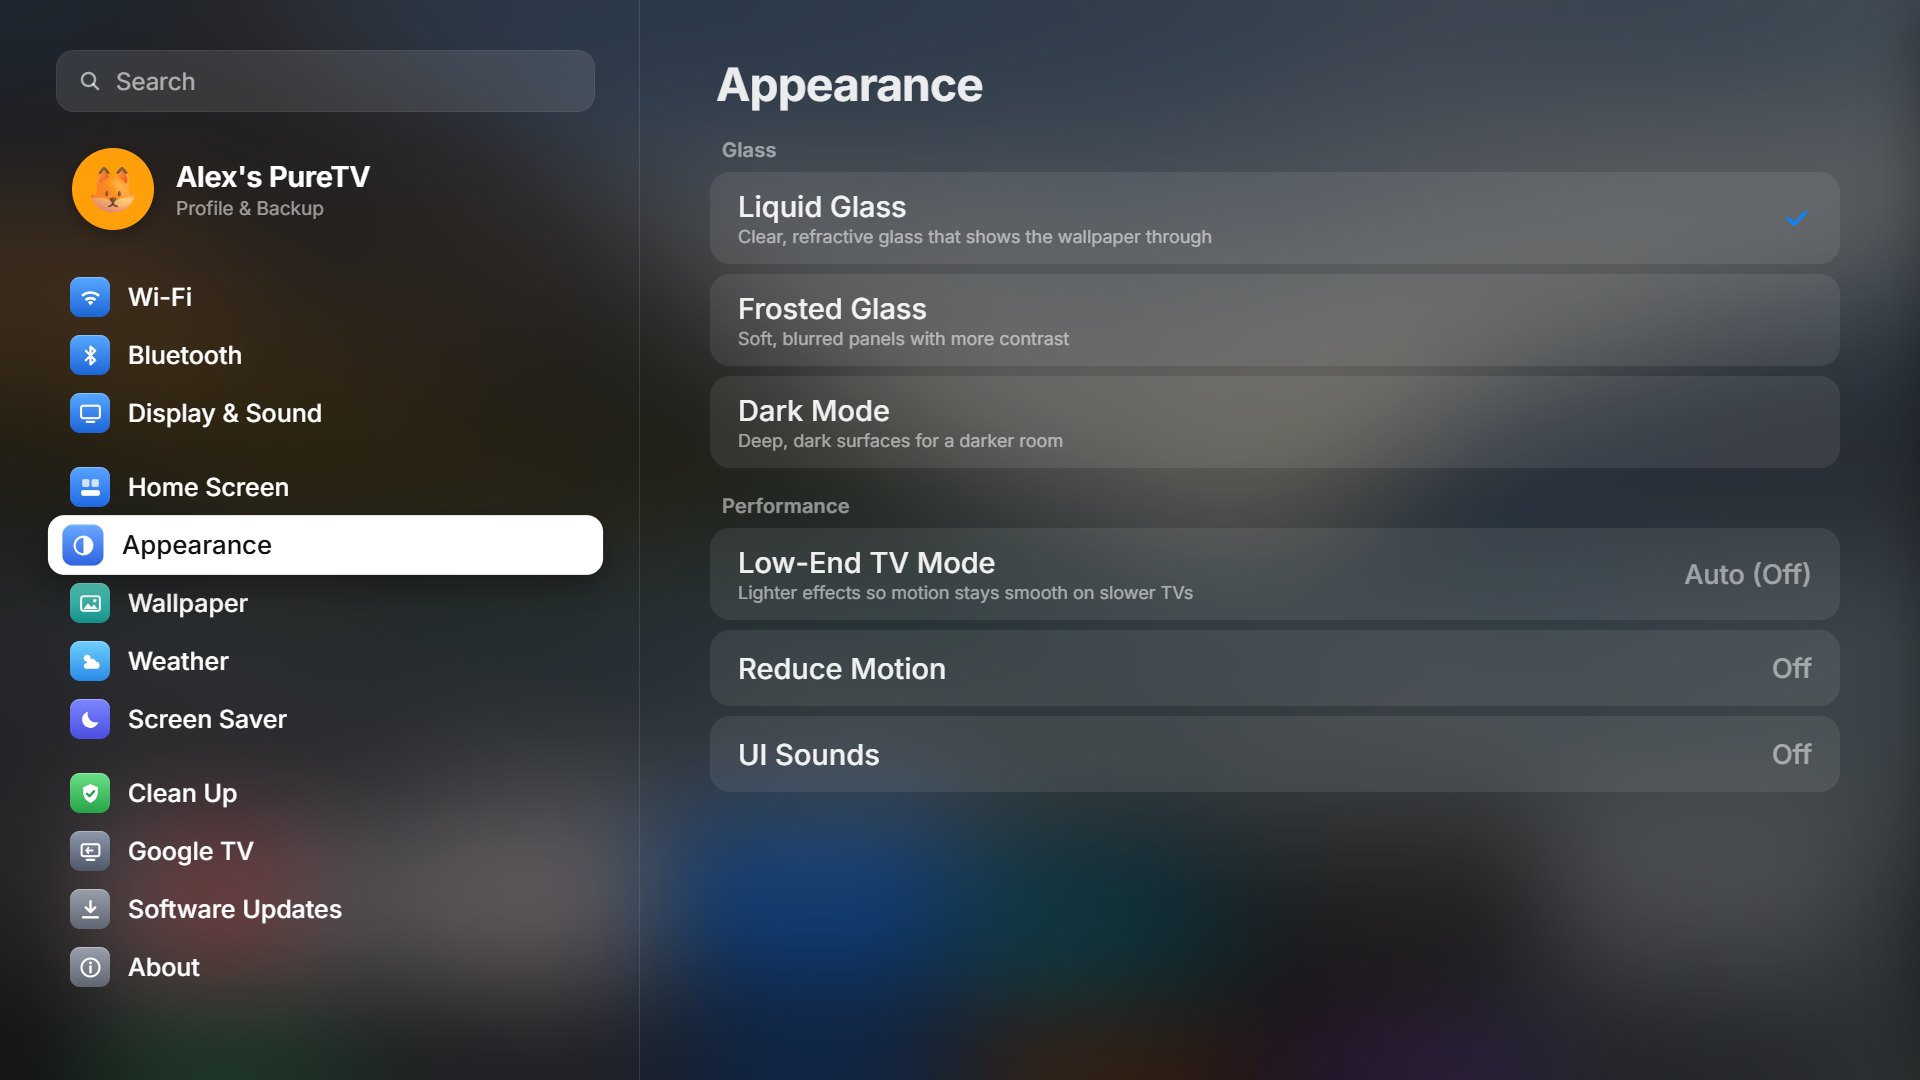 Search
Alex's PureTV
Profile & Backup
Wi-Fi
Bluetooth
Display & Sound
Home Screen
Appearance
Wallpaper
Weather
Screen Saver
Clean Up
Google TV
Software Updates
About
Appearance
Glass
Liquid Glass
Clear, refractive glass that shows the wallpaper through
Frosted Glass
Soft, blurred panels with more contrast
Dark Mode
Deep, dark surfaces for a darker room
Performance
Low-End TV Mode
Lighter effects so motion stays smooth on slower TVs
Auto (Off)
Reduce Motion
Off
UI Sounds
Off